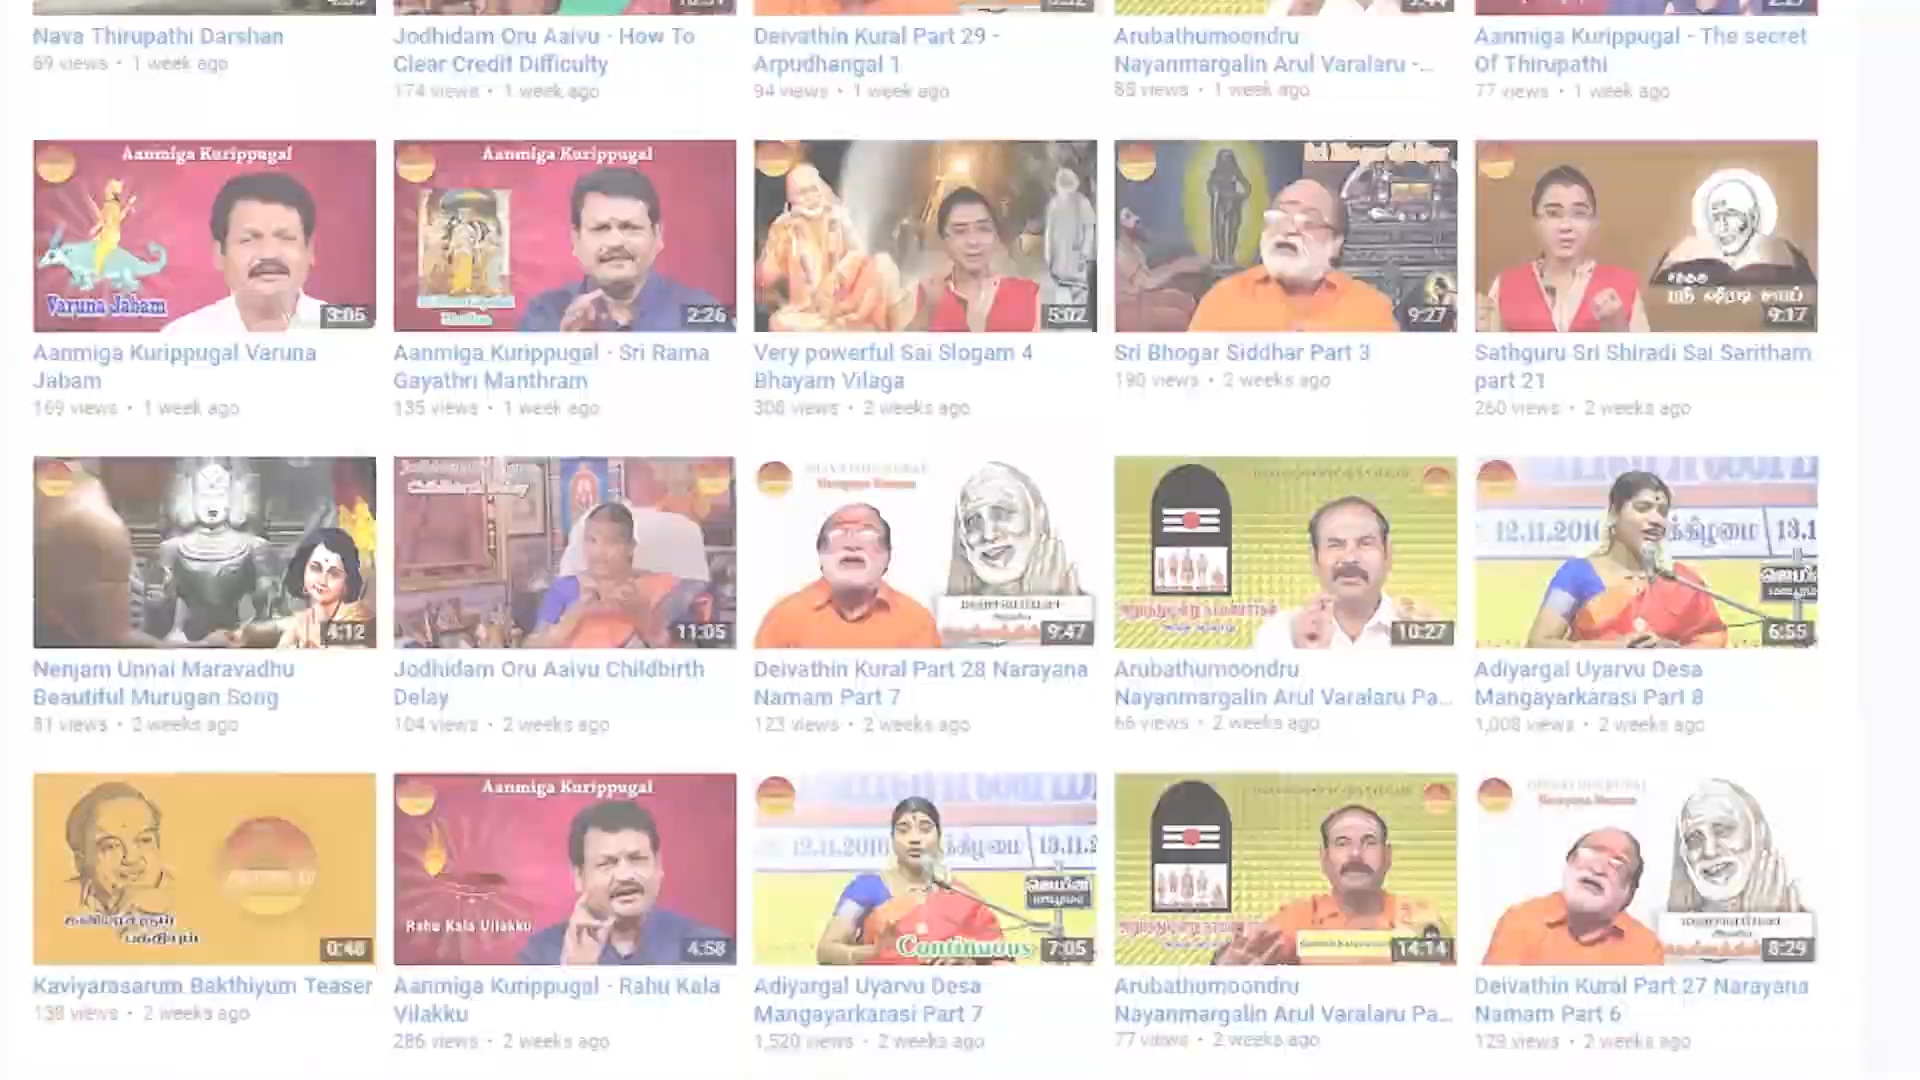 Nava Thirupathi Darshan
69 views • 1 week ago
Jodhidam Oru Aaivu - How To
Clear Credit Difficulty
174 views • 1 week ago
Deivathin Kural Part 29 -
Arpudhangal 1
94 views • 1 week ago
Arubathumoondru
Nayanmargalin Arul Varalaru -...
85 views • 1 week ago
Aanmiga Kurippugal - The secret
Of Thirupathi
77 views • 1 week ago
Aanmiga Kurippugal
Varuna Jabam
3:05
Aanmiga Kurippugal
2:26
5:02
9:27
9:17
Aanmiga Kurippugal Varuna
Jabam
169 views • 1 week ago
Aanmiga Kurippugal - Sri Rama
Gayathri Manthram
135 views • 1 week ago
Very powerful Sai Slogam 4
Bhayam Vilaga
308 views • 2 weeks ago
Sri Bhogar Siddhar Part 3
190 views • 2 weeks ago
Sathguru Sri Shiradi Sai Saritham
part 21
260 views • 2 weeks ago
4:12
11:05
9:47
10:27
12.11.2016
13.1
6:55
Nenjam Unnai Maravadhu
Beautiful Murugan Song
81 views • 2 weeks ago
Jodhidam Oru Aaivu Childbirth
Delay
104 views • 2 weeks ago
Deivathin Kural Part 28 Narayana
Namam Part 7
123 views • 2 weeks ago
Arubathumoondru
Nayanmargalin Arul Varalaru Pa...
66 views • 2 weeks ago
Adiyargal Uyarvu Desa
Mangayarkarasi Part 8
1,008 views • 2 weeks ago
0:48
Aanmiga Kurippugal
Rahu Kala Vilakku
4:58
12.11.2016
13.11.2
Continuous
7:05
14:14
8:29
Kaviyarasarum Bakthiyum Teaser
138 views • 2 weeks ago
Aanmiga Kurippugal - Rahu Kala
Vilakku
286 views • 2 weeks ago
Adiyargal Uyarvu Desa
Mangayarkarasi Part 7
1,520 views • 2 weeks ago
Arubathumoondru
Nayanmargalin Arul Varalaru Pa...
77 views • 2 weeks ago
Deivathin Kural Part 27 Narayana
Namam Part 6
129 views • 2 weeks ago